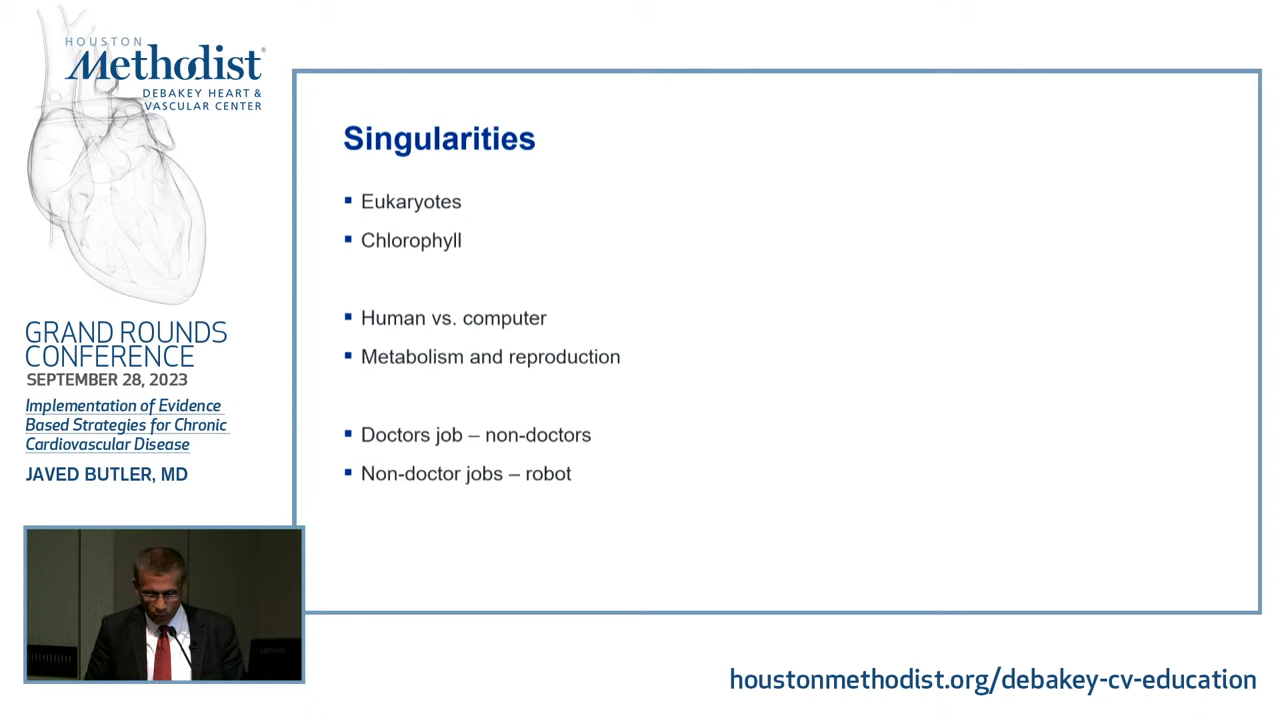 HOUSTON
Methodist®
DEBAKEY HEART &
VASCULAR CENTER
GRAND ROUNDS
CONFERENCE
SEPTEMBER 28, 2023
Implementation of Evidence
Based Strategies for Chronic
Cardiovascular Disease
JAVED BUTLER, MD
Singularities
▪ Eukaryotes
▪ Chlorophyll
▪ Human vs. computer
▪ Metabolism and reproduction
▪ Doctors job – non-doctors
▪ Non-doctor jobs – robot
LENOVO
houstonmethodist.org/debakey-cv-education